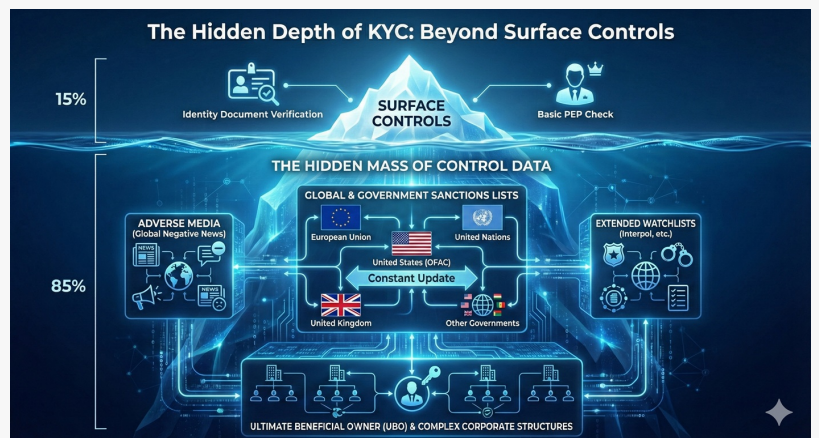 The Hidden Depth of KYC: Beyond Surface Controls
15%
Identity Document Verification
SURFACE
CONTROLS
Basic PEP Check
THE HIDDEN MASS OF CONTROL DATA
85%
ADVERSE MEDIA
(Global Negative News)
NEWS
NEWS
GLOBAL & GOVERNMENT SANCTIONS LISTS
European Union
United Nations
United States (OFAC)
Constant Update
United Kingdom
Other Governments
EXTENDED WATCHLISTS
(Interpol, etc.)
ULTIMATE BENEFICIAL OWNER (UBO) & COMPLEX CORPORATE STRUCTURES